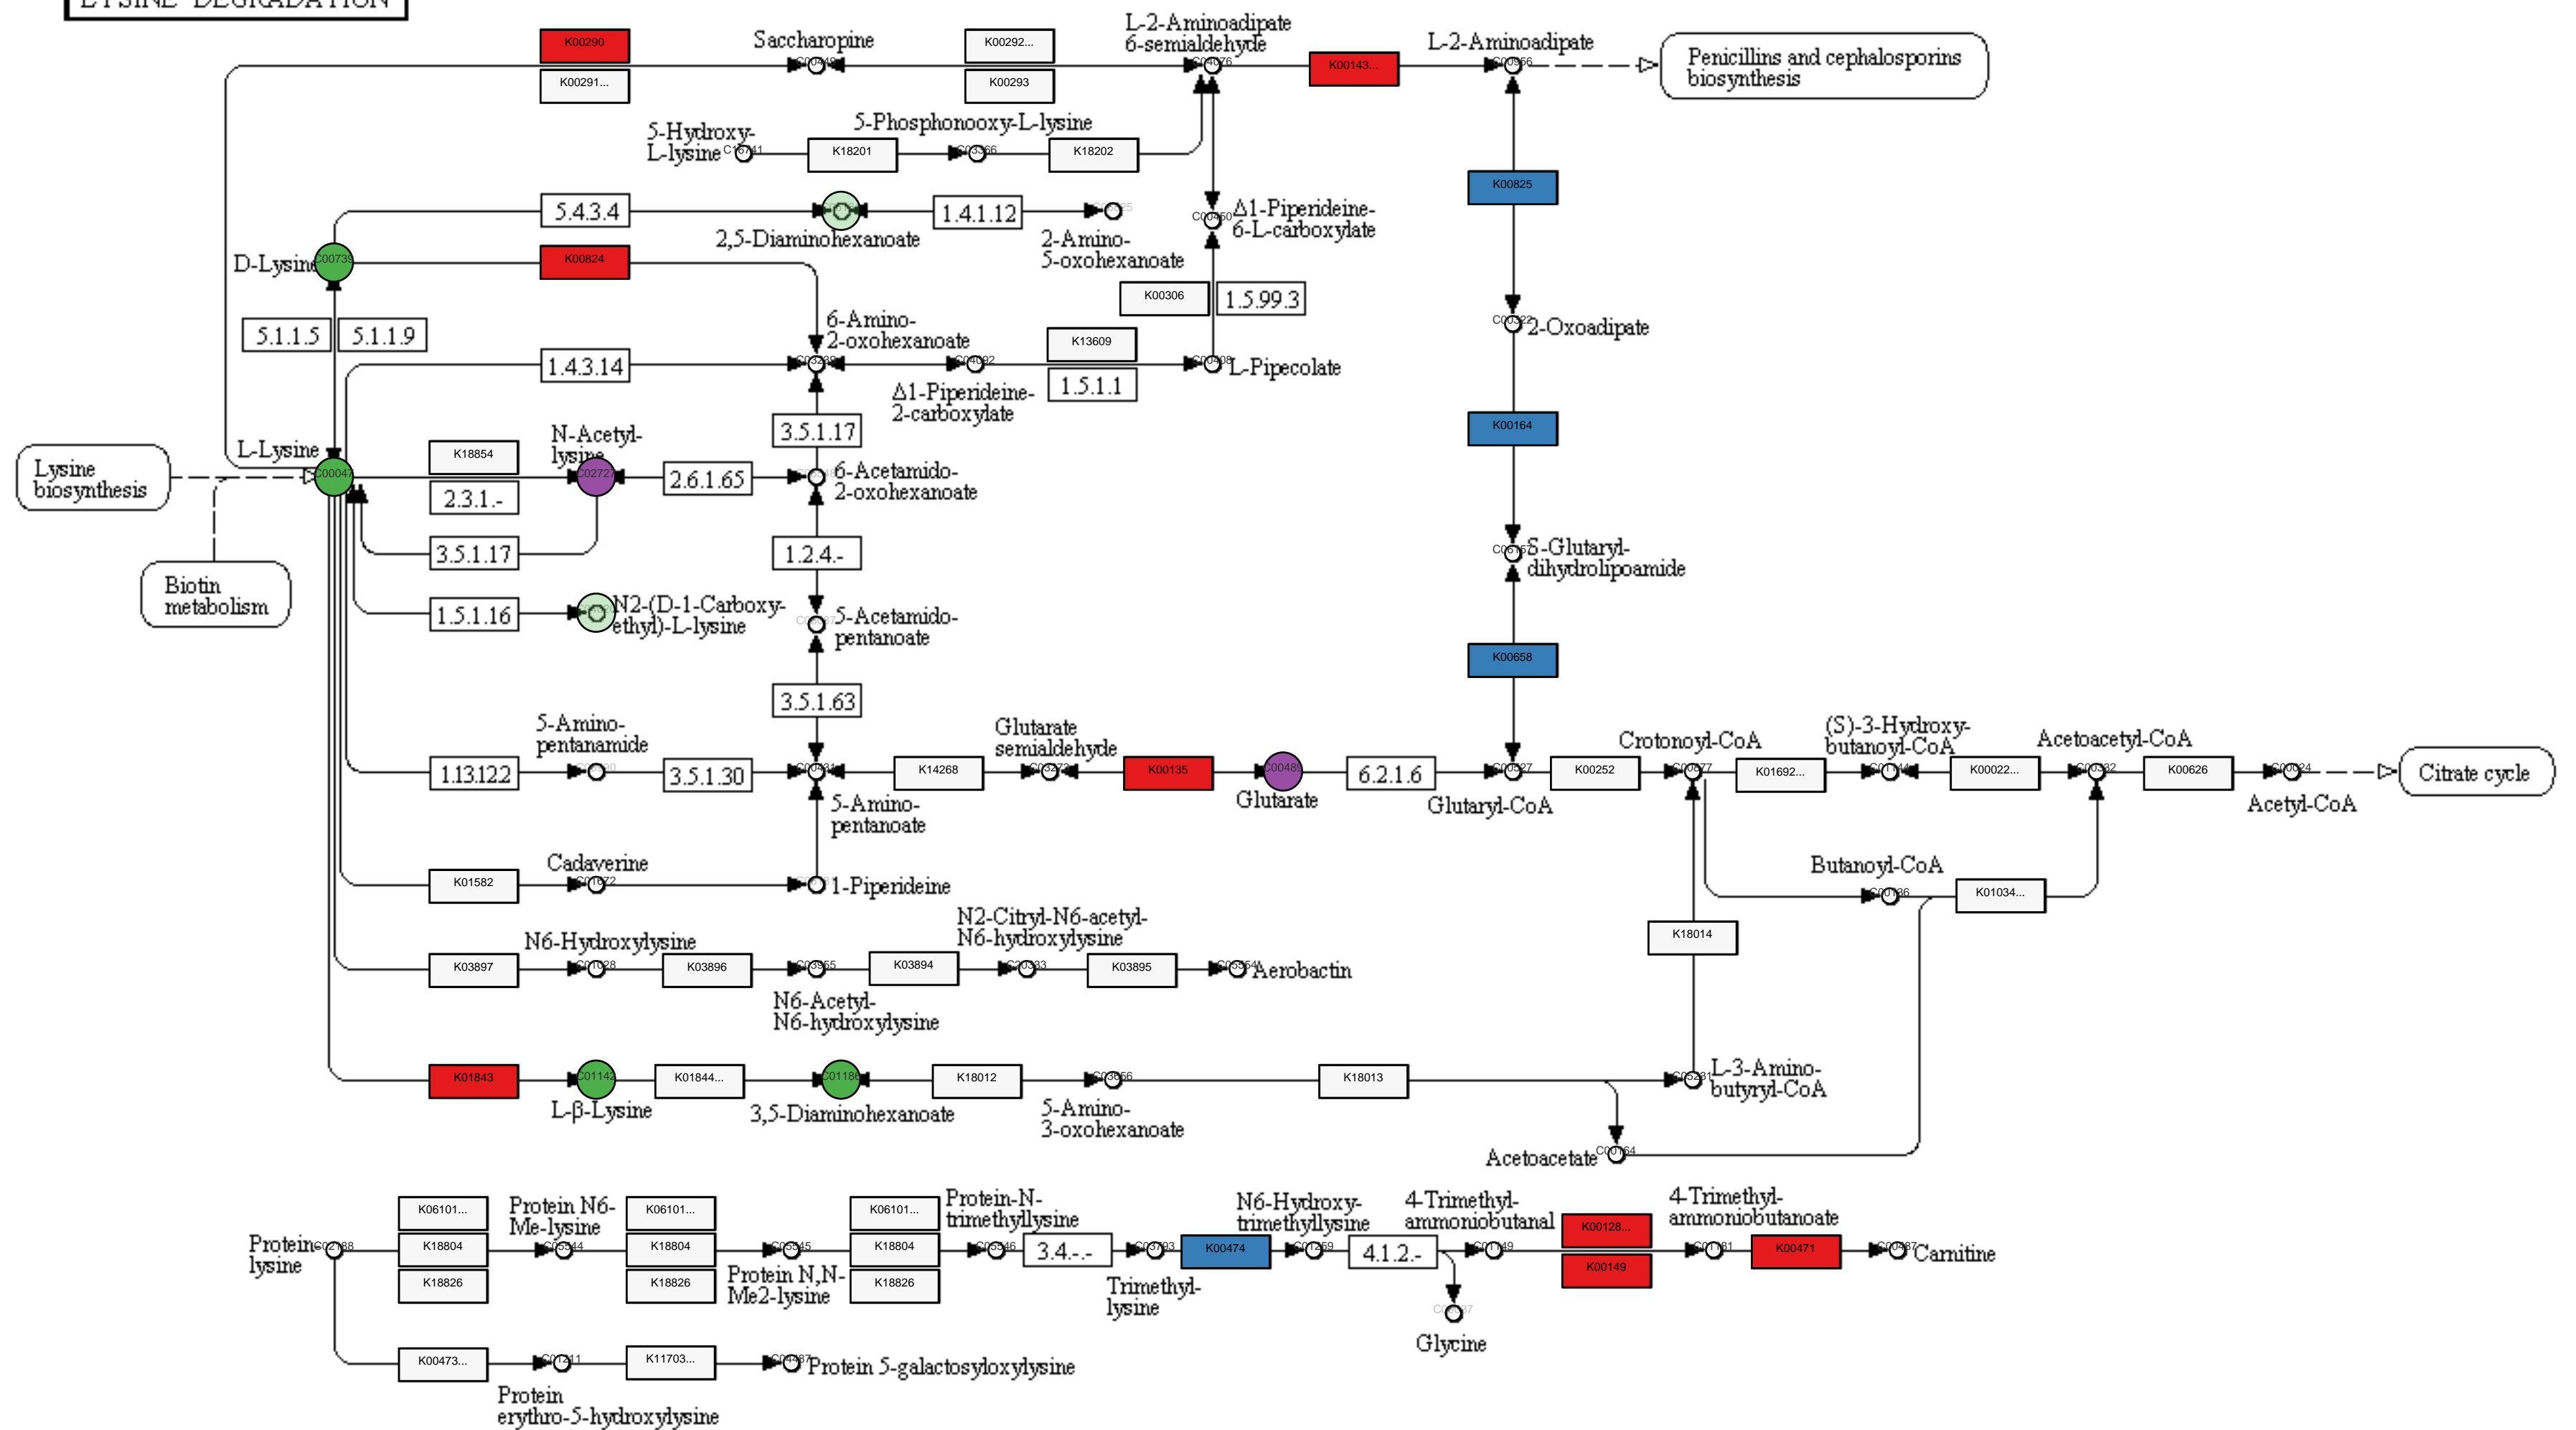 LYSINE DEGRADATION
K00290
Saccharopine
K00292...
L-2-Aminoadipate
6-semialdehyde
L-2-Aminoadipate
Penicillins and cephalosporins
biosynthesis
K00143...
K00291...
K00293
5-Hydroxy-
L-lysine
5-Phosphonooxy-L-lysine
K18201
K18202
K00825
5.4.3.4
1.4.1.12
2,5-Diaminohexanoate
2-Amino-
5-oxohexanoate
Δ1-Piperideine-
6-L-carboxylate
D-Lysine
K00824
K00306
1.5.99.3
5.1.1.5
5.1.1.9
6-Amino-
2-oxohexanoate
K13609
2-Oxoadipate
1.4.3.14
1.5.1.1
L-Pipecolate
Δ1-Piperideine-
2-carboxylate
3.5.1.17
K00164
L-Lysine
K18854
N-Acetyl-
lysine
C02727
Lysine
biosynthesis
C00047
2.3.1.-
2.6.1.65
6-Acetamido-
2-oxohexanoate
3.5.1.17
1.2.4.-
S-Glutaryl-
dihydrolipoamide
Biotin
metabolism
1.5.1.16
N2-(D-1-Carboxy-
ethyl)-L-lysine
5-Acetamido-
pentanoate
K00658
3.5.1.63
5-Amino-
pentanamide
Glutarate
semialdehyde
Crotonoyl-CoA
(S)-3-Hydroxy-
butanoyl-CoA
Acetoacetyl-CoA
1.13.12.2
3.5.1.30
K14268
K00135
C00489
6.2.1.6
K00252
K01692...
K00022...
K00626
Citrate cycle
5-Amino-
pentanoate
Glutarate
Glutaryl-CoA
Acetyl-CoA
Cadaverine
Butanoyl-CoA
K01582
1-Piperideine
K01034...
N6-Hydroxylysine
N2-Citryl-N6-acetyl-
N6-hydroxylysine
K18014
K03897
K03896
K03894
K03895
Aerobactin
N6-Acetyl-
N6-hydroxylysine
K01843
C01142
K01844...
C01186
K18012
K18013
L-3-Amino-
butyryl-CoA
L-β-Lysine
3,5-Diaminohexanoate
5-Amino-
3-oxohexanoate
Acetoacetate
K06101...
Protein N6-
Me-lysine
K06101...
K06101...
Protein-N-
trimethyllysine
N6-Hydroxy-
trimethyllysine
4-Trimethyl-
ammoniobutanal
K00128...
4-Trimethyl-
ammoniobutanoate
Protein
lysine
K18804
K18804
K18804
3.4.-.-
K00474
4.1.2.-
K00471
Carnitine
K18826
K18826
Protein N,N-
Me2-lysine
K18826
Trimethyl-
lysine
K00149
Glycine
K00473...
K11703...
Protein 5-galactosyloxylysine
Protein
erythro-5-hydroxylysine